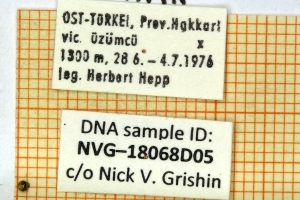 OST-TÜRKEI, Prov.Hakkari
vic. üzümcü x
1300 m, 28 6. - 4.7.1976
leg. Herbert Hepp
DNA sample ID:
NVG–18068D05
c/o Nick V. Grishin